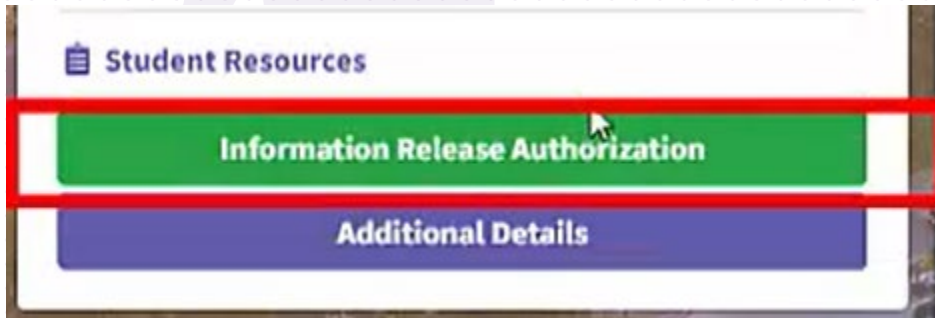 Student Resources
Information Release Authorization
Additional Details